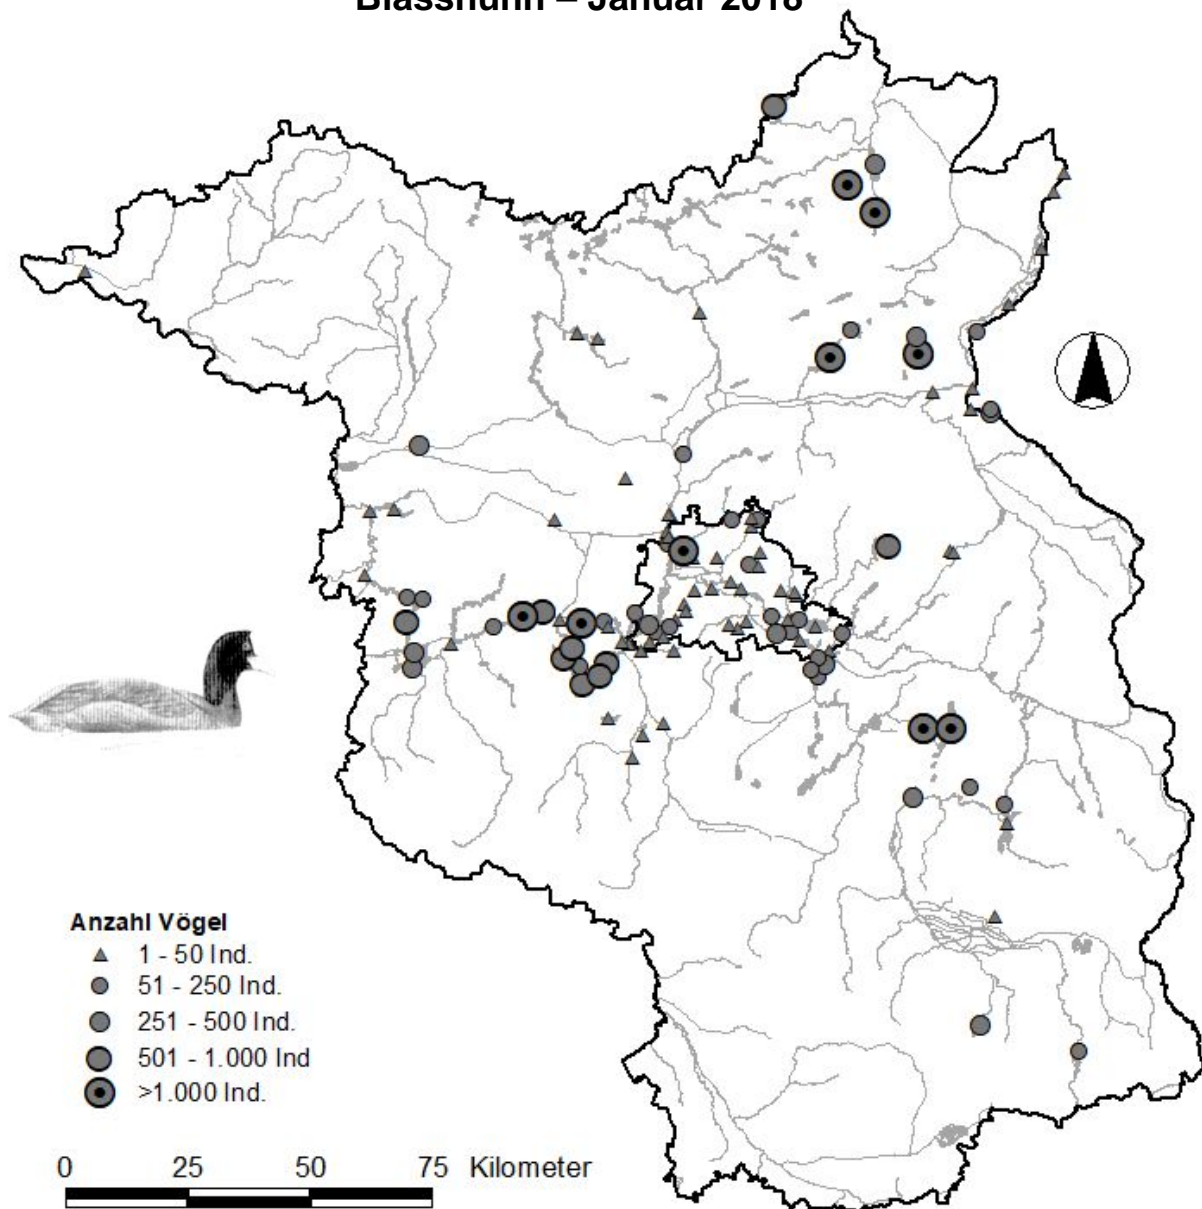 Blässhuhn – Januar 2018
Anzahl Vögel
1 - 50 Ind.
51 - 250 Ind.
251 - 500 Ind.
501 - 1.000 Ind
>1.000 Ind.
0 25 50 75 Kilometer